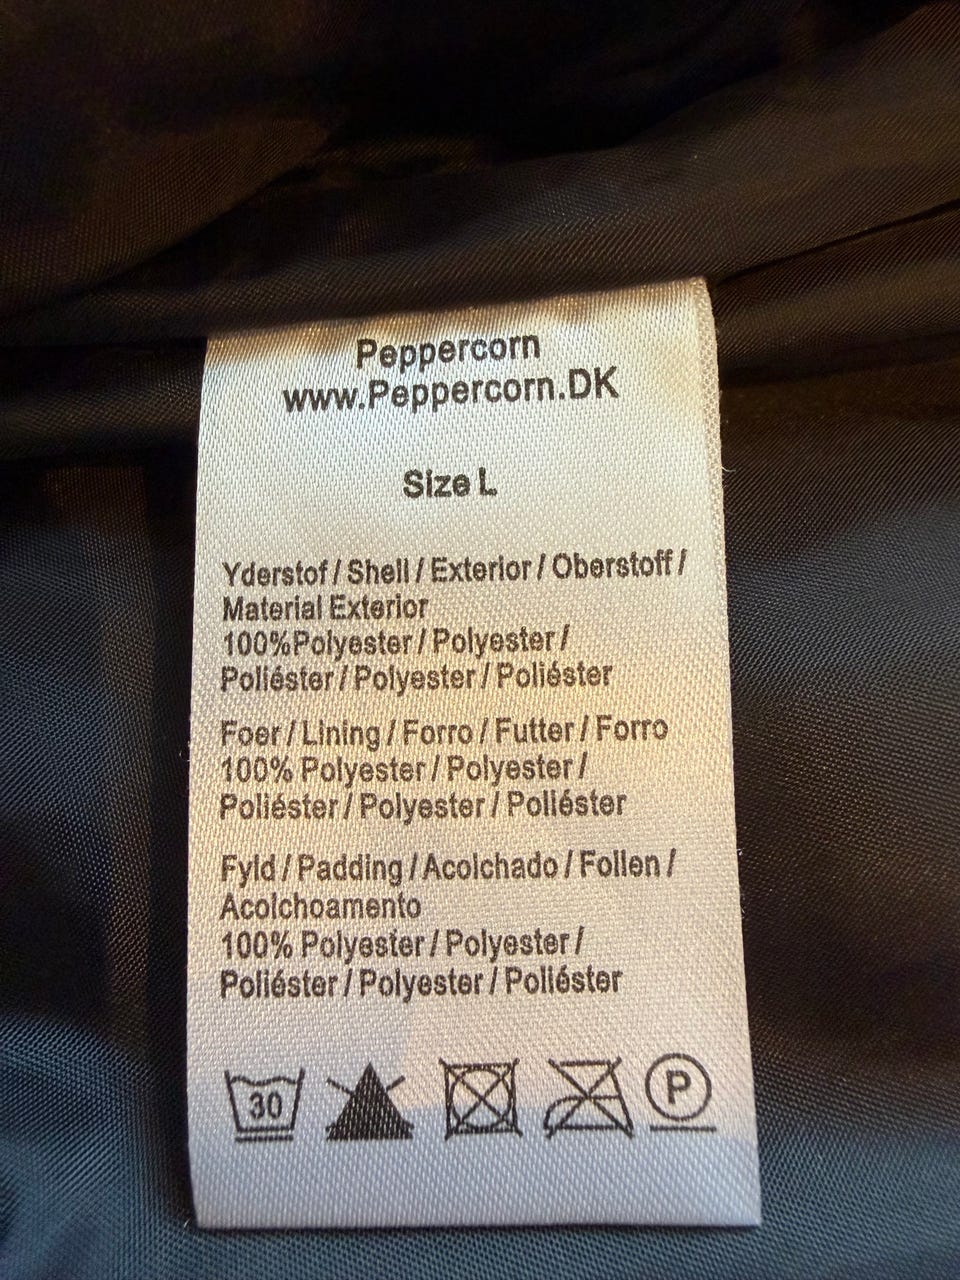 Peppercorn
www.Peppercorn.DK
Size L
Yderstof / Shell / Exterior / Oberstoff /
Material Exterior
100%Polyester / Polyester /
Poliéster / Polyester / Poliéster
Foer / Lining / Forro / Futter / Forro
100% Polyester / Polyester /
Poliéster / Polyester / Poliéster
Fyld / Padding / Acolchado / Follen /
Acolchoamento
100% Polyester / Polyester /
Poliéster / Polyester / Poliéster
30 P